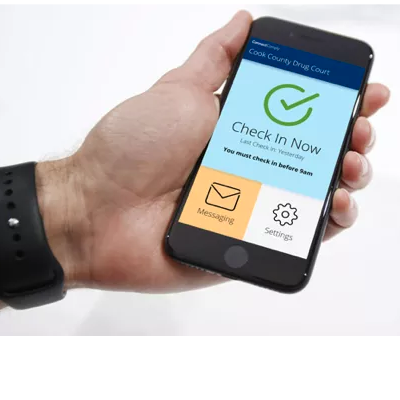 Cook County Drug Court
Check In Now
Last Check in: Yesterday
You must check in before 9am
Messaging
Settings